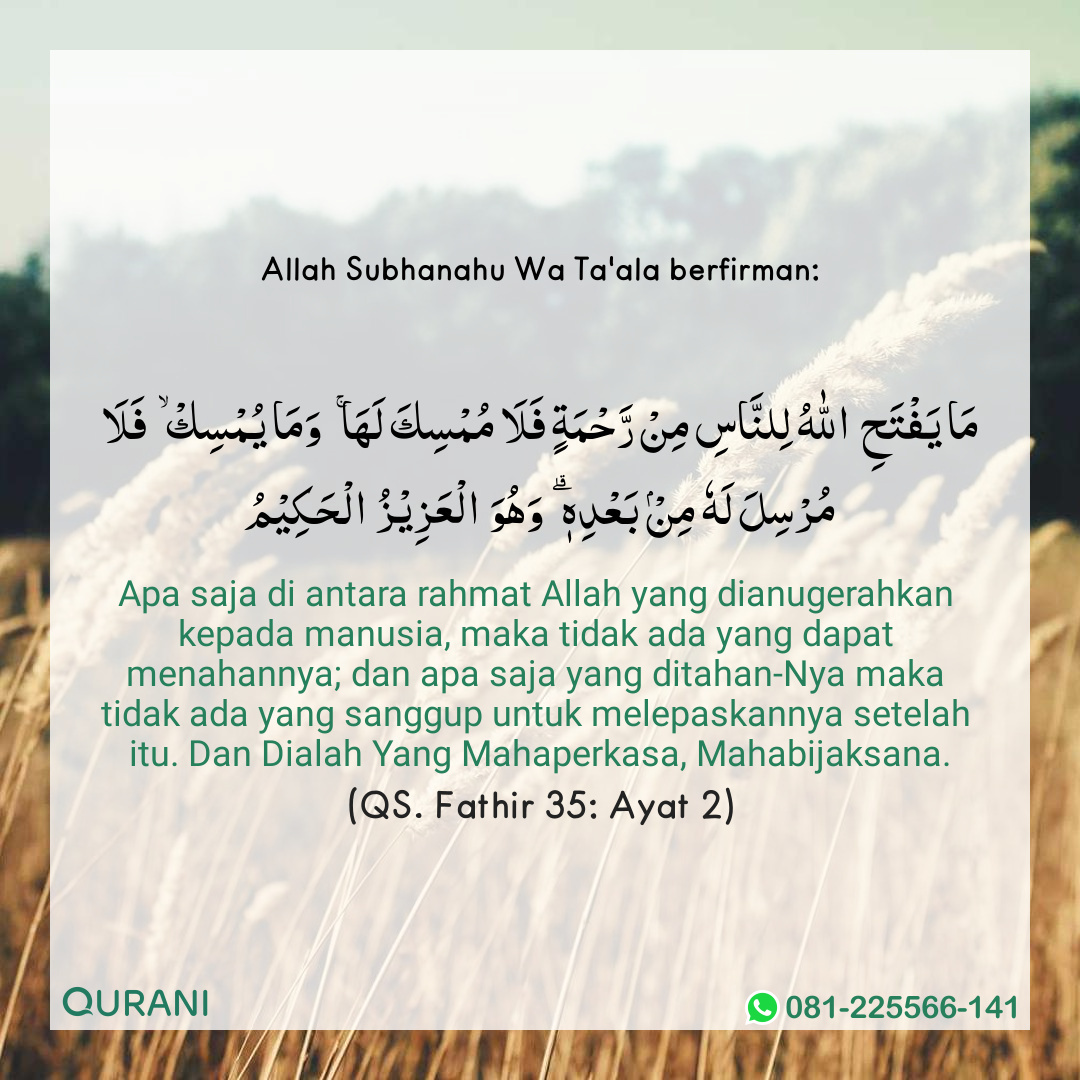 Allah Subhanahu Wa Ta'ala berfirman:
مَا يَفْتَحِ اللّٰهُ لِلنَّاسِ مِنْ رَّحْمَةٍ فَلَا مُمْسِكَ لَهَا ۚ وَمَا يُمْسِكْ ۙ فَلَا
مُرْسِلَ لَهٗ مِنْۢ بَعْدِهٖ ۗ وَهُوَ الْعَزِيْزُ الْحَكِيْمُ
Apa saja di antara rahmat Allah yang dianugerahkan
kepada manusia, maka tidak ada yang dapat
menahannya; dan apa saja yang ditahan-Nya maka
tidak ada yang sanggup untuk melepaskannya setelah
itu. Dan Dialah Yang Mahaperkasa, Mahabijaksana.
(QS. Fathir 35: Ayat 2)
QURANI
081-225566-141